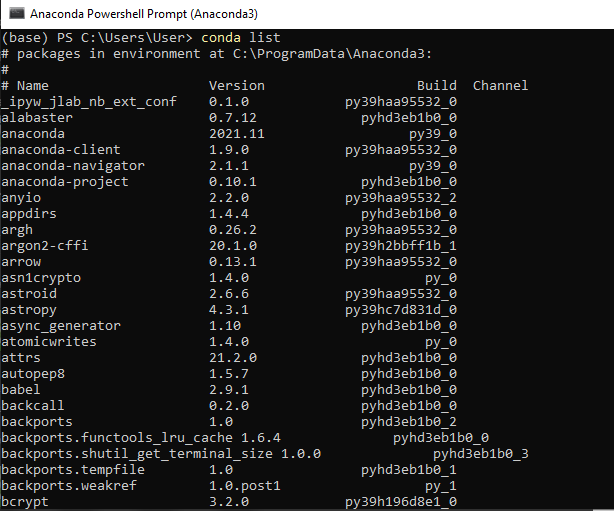 Anaconda Powershell Prompt (Anaconda3)
(base) PS C:\Users\User> conda list
# packages in environment at C:\ProgramData\Anaconda3:
#
# Name                    Version                   Build  Channel
_ipyw_jlab_nb_ext_conf    0.1.0            py39haa95532_0
alabaster                 0.7.12             pyhd3eb1b0_0
anaconda                  2021.11                  py39_0
anaconda-client           1.9.0            py39haa95532_0
anaconda-navigator        2.1.1                    py39_0
anaconda-project          0.10.1             pyhd3eb1b0_0
anyio                     2.2.0            py39haa95532_2
appdirs                   1.4.4              pyhd3eb1b0_0
argh                      0.26.2           py39haa95532_0
argon2-cffi               20.1.0           py39h2bbff1b_1
arrow                     0.13.1           py39haa95532_0
asn1crypto                1.4.0                      py_0
astroid                   2.6.6            py39haa95532_0
astropy                   4.3.1            py39hc7d831d_0
async_generator           1.10               pyhd3eb1b0_0
atomicwrites              1.4.0                      py_0
attrs                     21.2.0             pyhd3eb1b0_0
autopep8                  1.5.7              pyhd3eb1b0_0
babel                     2.9.1              pyhd3eb1b0_0
backcall                  0.2.0              pyhd3eb1b0_0
backports                 1.0                pyhd3eb1b0_2
backports.functools_lru_cache 1.6.4              pyhd3eb1b0_0
backports.shutil_get_terminal_size 1.0.0              pyhd3eb1b0_3
backports.tempfile        1.0                pyhd3eb1b0_1
backports.weakref         1.0.post1                  py_1
bcrypt                    3.2.0            py39h196d8e1_0